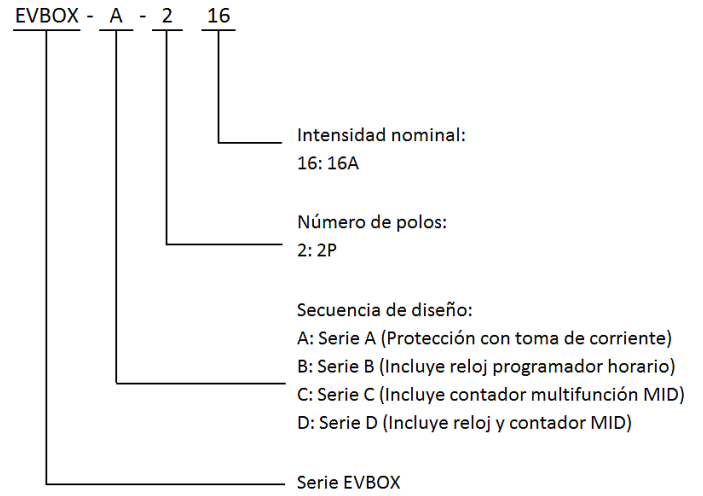 EVBOX - A - 2 16
Intensidad nominal:
16: 16A
Número de polos:
2: 2P
Secuencia de diseño:
A: Serie A (Protección con toma de corriente)
B: Serie B (Incluye reloj programador horario)
C: Serie C (Incluye contador multifunción MID)
D: Serie D (Incluye reloj y contador MID)
Serie EVBOX